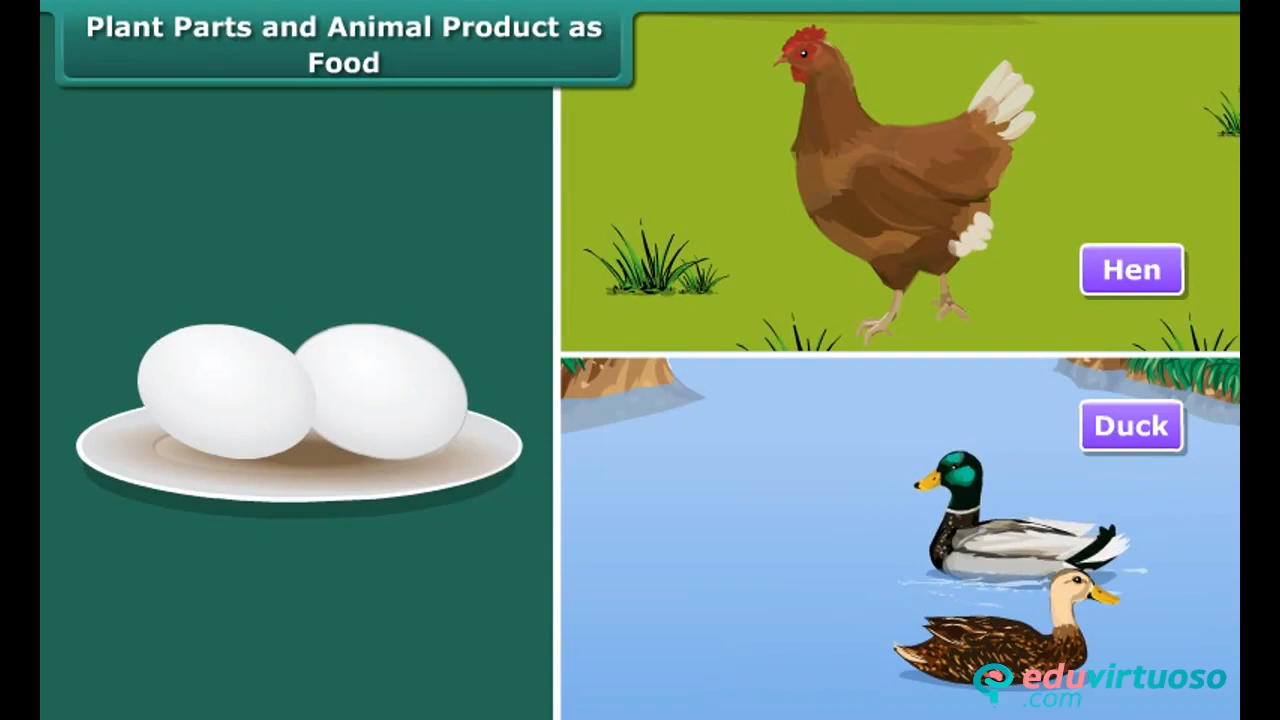 Plant Parts and Animal Product as
Food
Hen
Duck
eduvirtuoso
.com